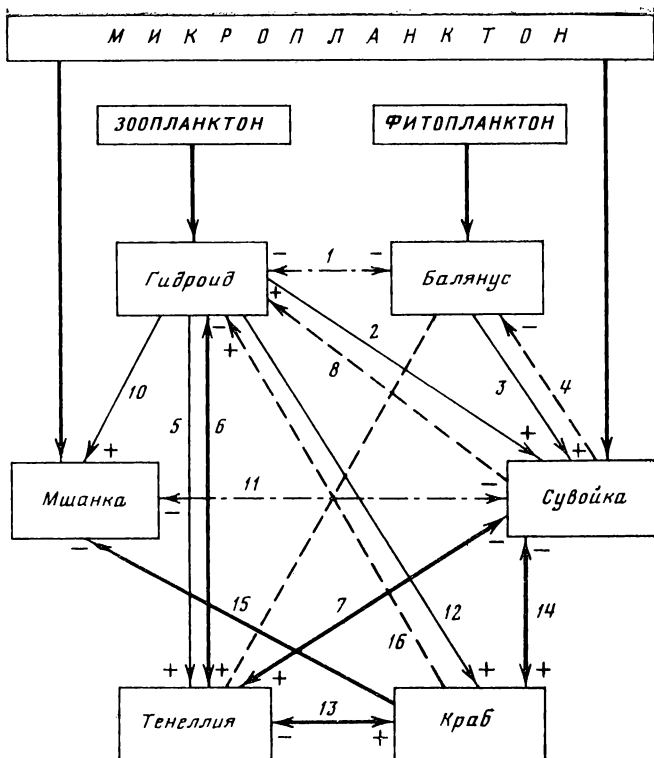 МИКРОПЛАНКТОН
ЗООПЛАНКТОН ФИТОПЛАНКТОН
− 1 −
Гидроид Балянус
+ 2
− + − 
8 3 4
10 5 6
+ + +
Мшанка − 11 − Сувойка
− − −
15 7 16 12 14
+ + + + +
Тенеллия − 13 + Краб